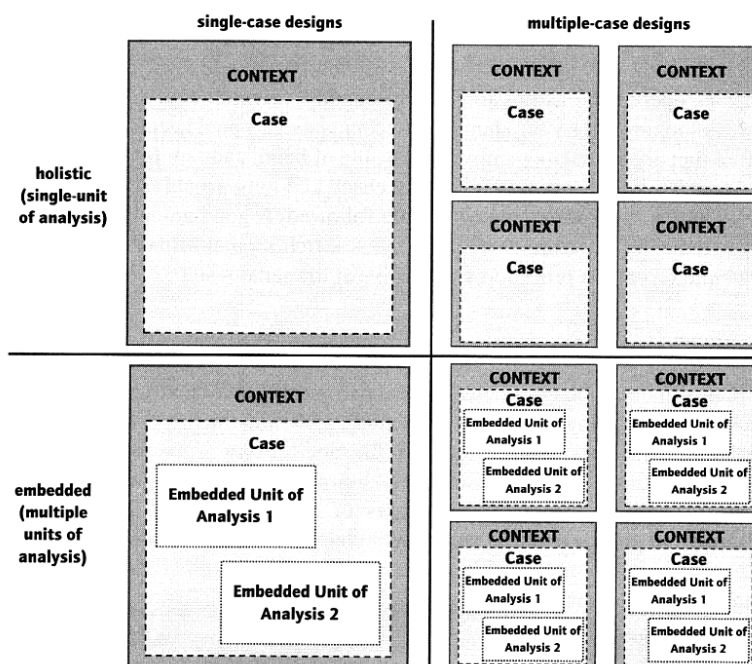 single-case designs
multiple-case designs
holistic
(single-unit
of analysis)
CONTEXT
Case
CONTEXT
Case
CONTEXT
Case
CONTEXT
Case
CONTEXT
Case
embedded
(multiple
units of
analysis)
CONTEXT
Case
Embedded Unit of
Analysis 1
Embedded Unit of
Analysis 2
CONTEXT
Case
Embedded Unit of
Analysis 1
Embedded Unit of
Analysis 2
CONTEXT
Case
Embedded Unit of
Analysis 1
Embedded Unit of
Analysis 2
CONTEXT
Case
Embedded Unit of
Analysis 1
Embedded Unit of
Analysis 2
CONTEXT
Case
Embedded Unit of
Analysis 1
Embedded Unit of
Analysis 2